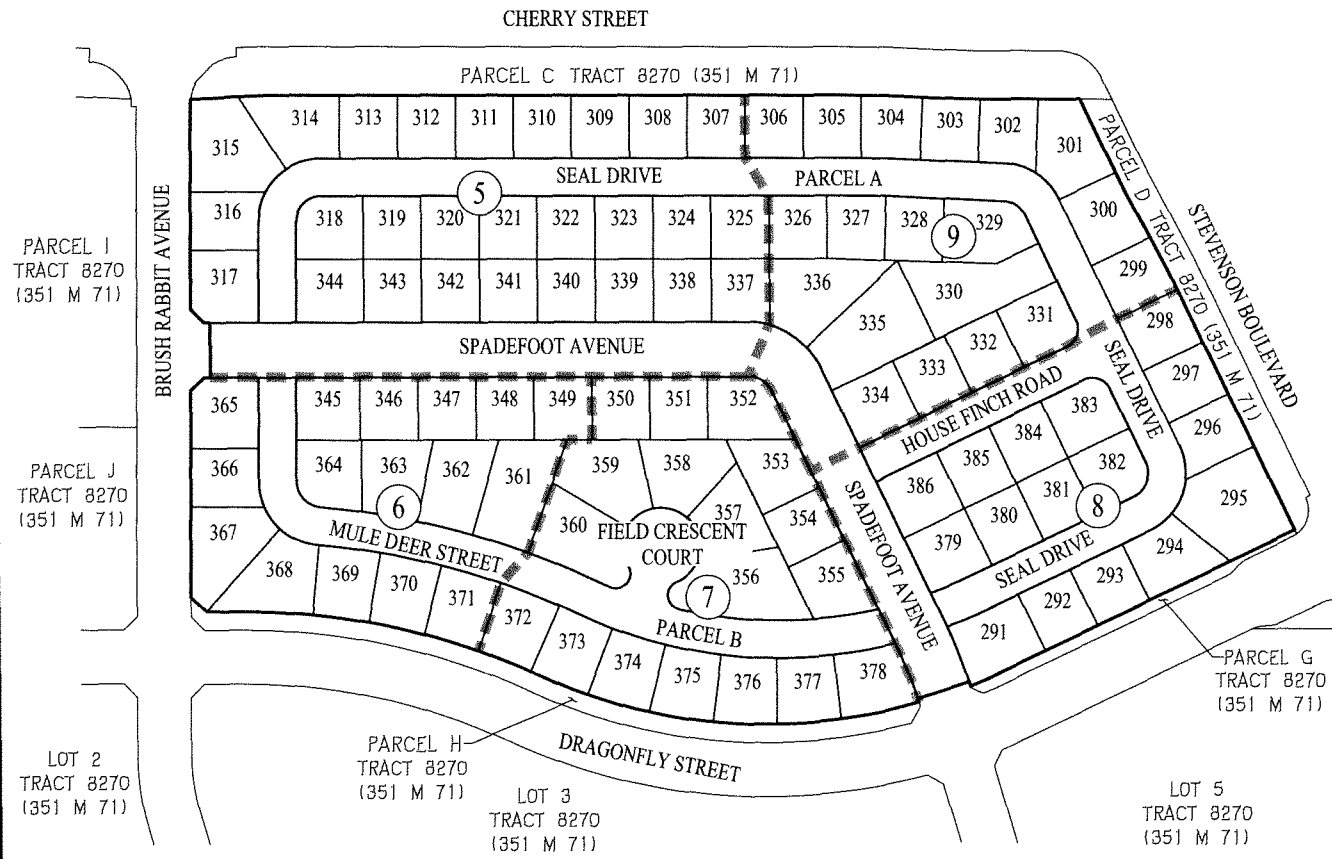 CHERRY STREET
PARCEL C TRACT 8270 (351 M 71)
314 313 312 311 310 309 308 307 306 305 304 303 302 301
315
SEAL DRIVE PARCEL A
5
PARCEL D TRACT 8270 (351 M 71)
STEVENSON BOULEVARD
BRUSH RABBIT AVENUE
316 318 319 320 321 322 323 324 325 326 327 328 329 300
9
PARCEL I
TRACT 8270
(351 M 71)
317 344 343 342 341 340 339 338 337 336 335 330 331 299
SPADEFOOT AVENUE
334 333 332 298
HOUSE FINCH ROAD
SEAL DRIVE
365 345 346 347 348 349 350 351 352 383 297
366 364 363 362 361 359 358 353 386 385 384 382 296
PARCEL J
TRACT 8270
(351 M 71)
6
367 360 357 354 379 380 381 295
8
MULE DEER STREET
FIELD CRESCENT
COURT
SPADEFOOT AVENUE
SEAL DRIVE
368 369 370 371 372 373 374 375 376 377 378
356 355
7
PARCEL B
291 292 293 294
PARCEL G
TRACT 8270
(351 M 71)
PARCEL H
TRACT 8270
(351 M 71)
DRAGONFLY STREET
LOT 2
TRACT 8270
(351 M 71)
LOT 3
TRACT 8270
(351 M 71)
LOT 5
TRACT 8270
(351 M 71)